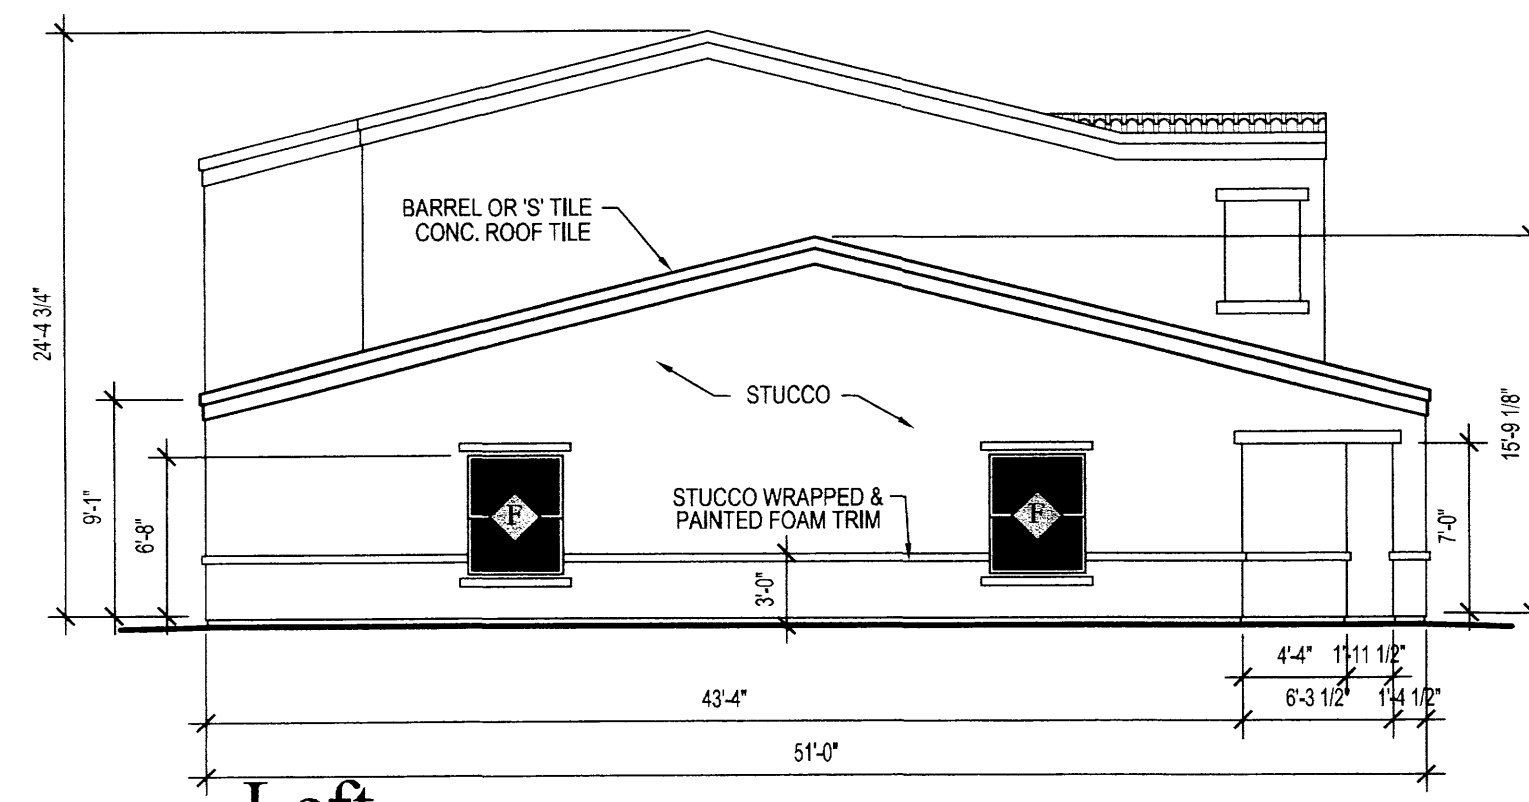 BARREL OR 'S' TILE
CONC. ROOF TILE
24'-4 3/4"
STUCCO
15'-9 1/8"
9'-1"
6'-8"
F
F
STUCCO WRAPPED &
PAINTED FOAM TRIM
7'-0"
3'-0"
4'-4"
1'-11 1/2"
43'-4"
6'-3 1/2"
1'-4 1/2"
51'-0"
Left